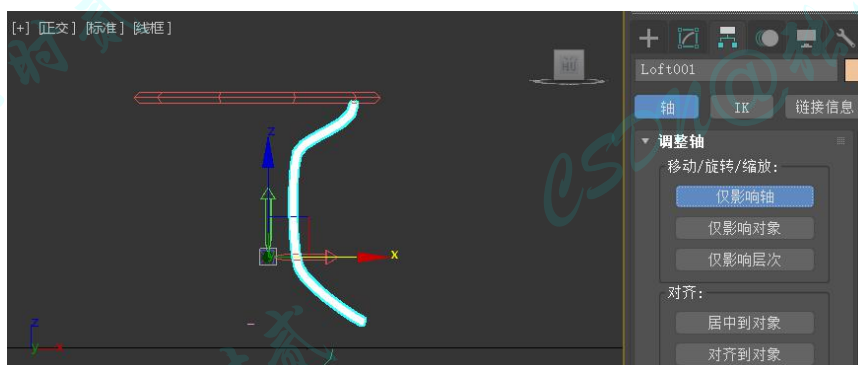 [+] [正交] [标准] [线框]
前
z
x
y
z
y
x
Loft001
轴
IK
链接信息
调整轴
移动/旋转/缩放:
仅影响轴
仅影响对象
仅影响层次
对齐:
居中到对象
对齐到对象
CSDN@